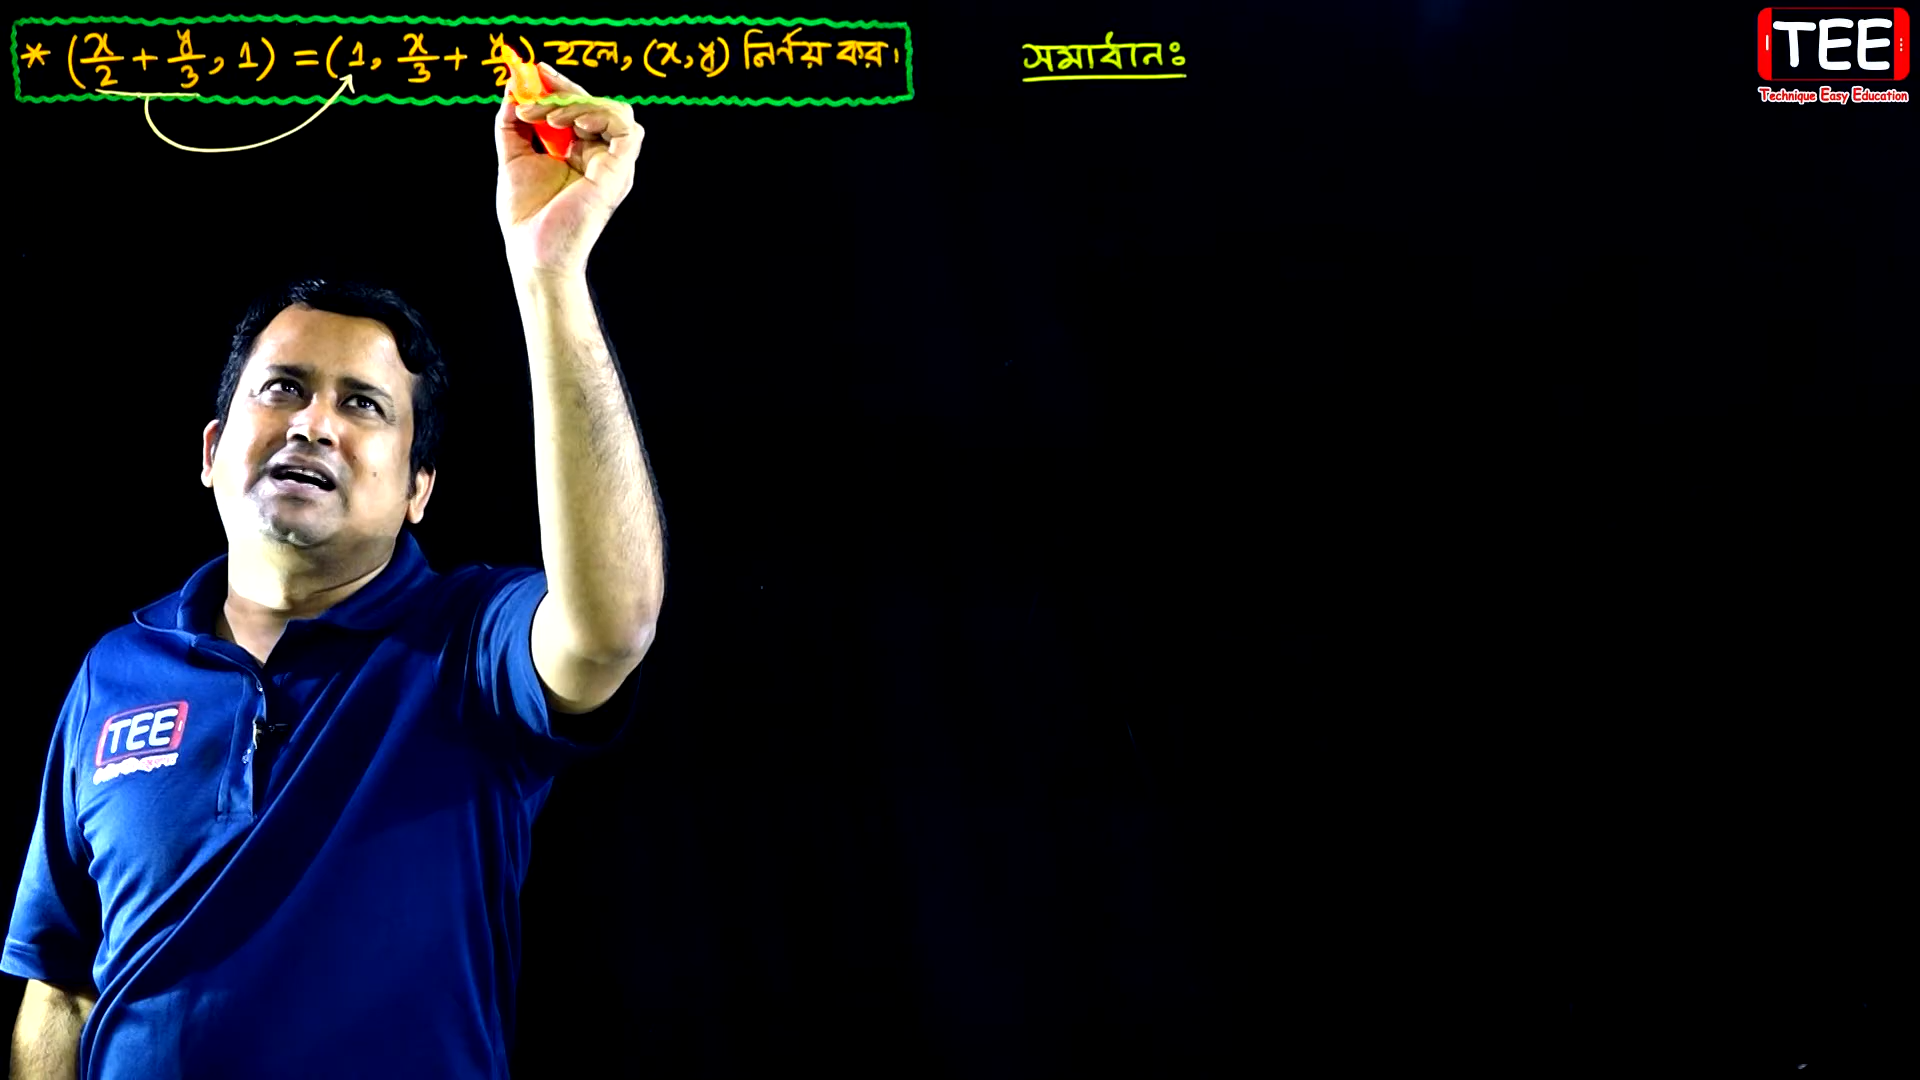 * (x/2 + y/3, 1) = (1, x/3 + y/2) হলে, (x, y) নির্ণয় কর।
সমাধানঃ
TEE
Technique Easy Education
TEE